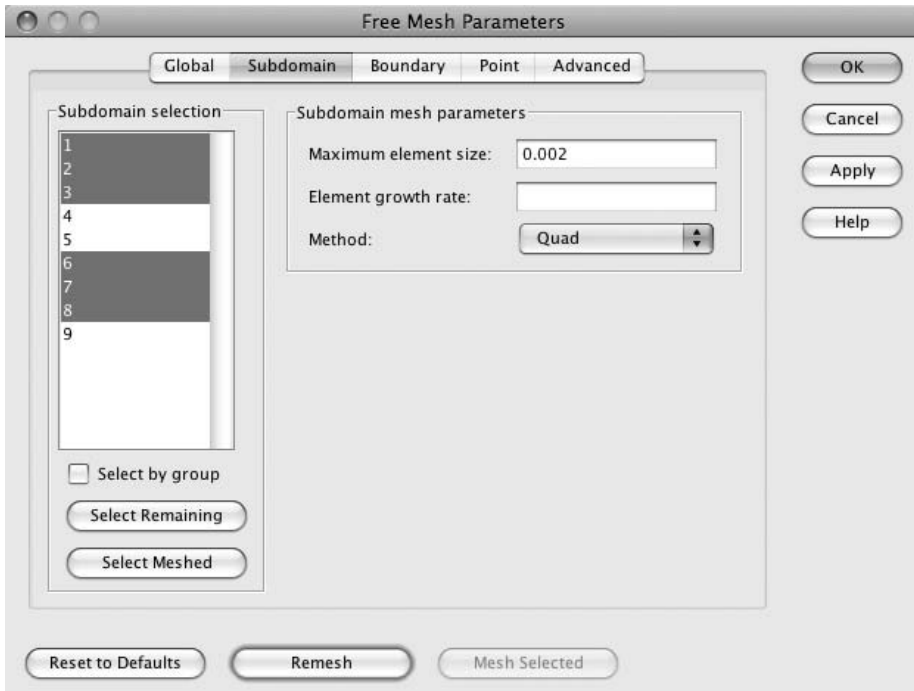 Free Mesh Parameters
Global Subdomain Boundary Point Advanced
OK
Cancel
Apply
Help
Subdomain selection
1
2
3
4
5
6
7
8
9
Select by group
Select Remaining
Select Meshed
Subdomain mesh parameters
Maximum element size: 0.002
Element growth rate:
Method: Quad
Reset to Defaults Remesh Mesh Selected